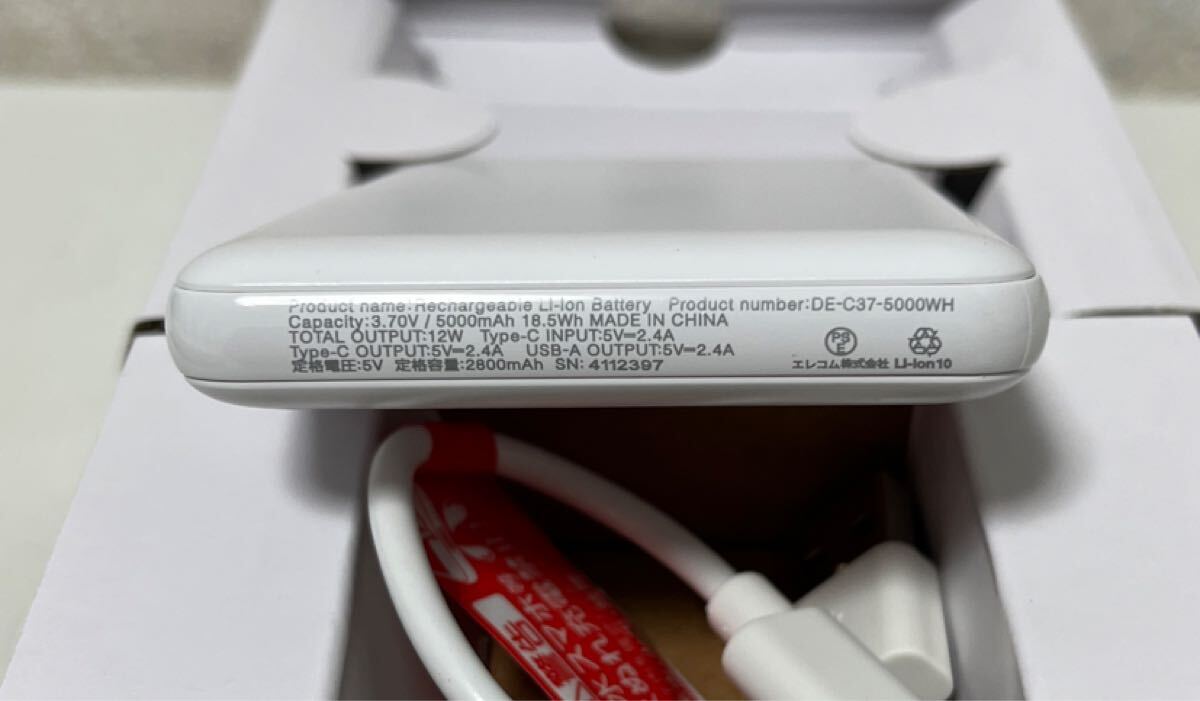 Product name:Rechargeable Li-ion Battery Product number:DE-C37-5000WH
Capacity:3.70V / 5000mAh 18.5Wh MADE IN CHINA
TOTAL OUTPUT:12W Type-C INPUT:5V⎓2.4A
Type-C OUTPUT:5V⎓2.4A USB-A OUTPUT:5V⎓2.4A
定格電圧:5V 定格容量:2800mAh SN: 4112397
PS
E
エレコム株式会社 Li-ion10